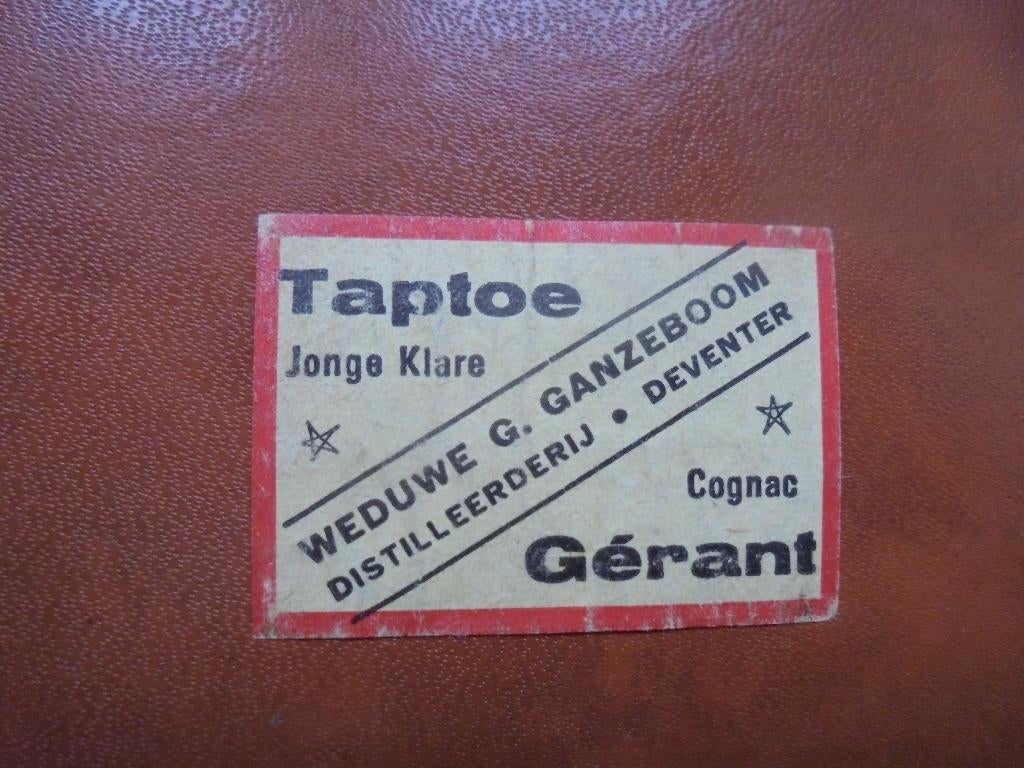 Taptoe
Jonge Klare
WEDUWE G. GANZEBOOM
DISTILLEERDERIJ • DEVENTER
Cognac
Gérant